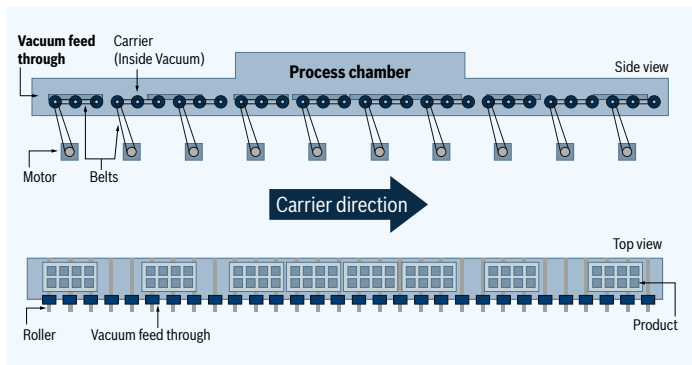 Vacuum feed
through
Carrier
(Inside Vacuum)
Process chamber
Side view
Motor
Belts
Carrier direction
Top view
Roller
Vacuum feed through
Product